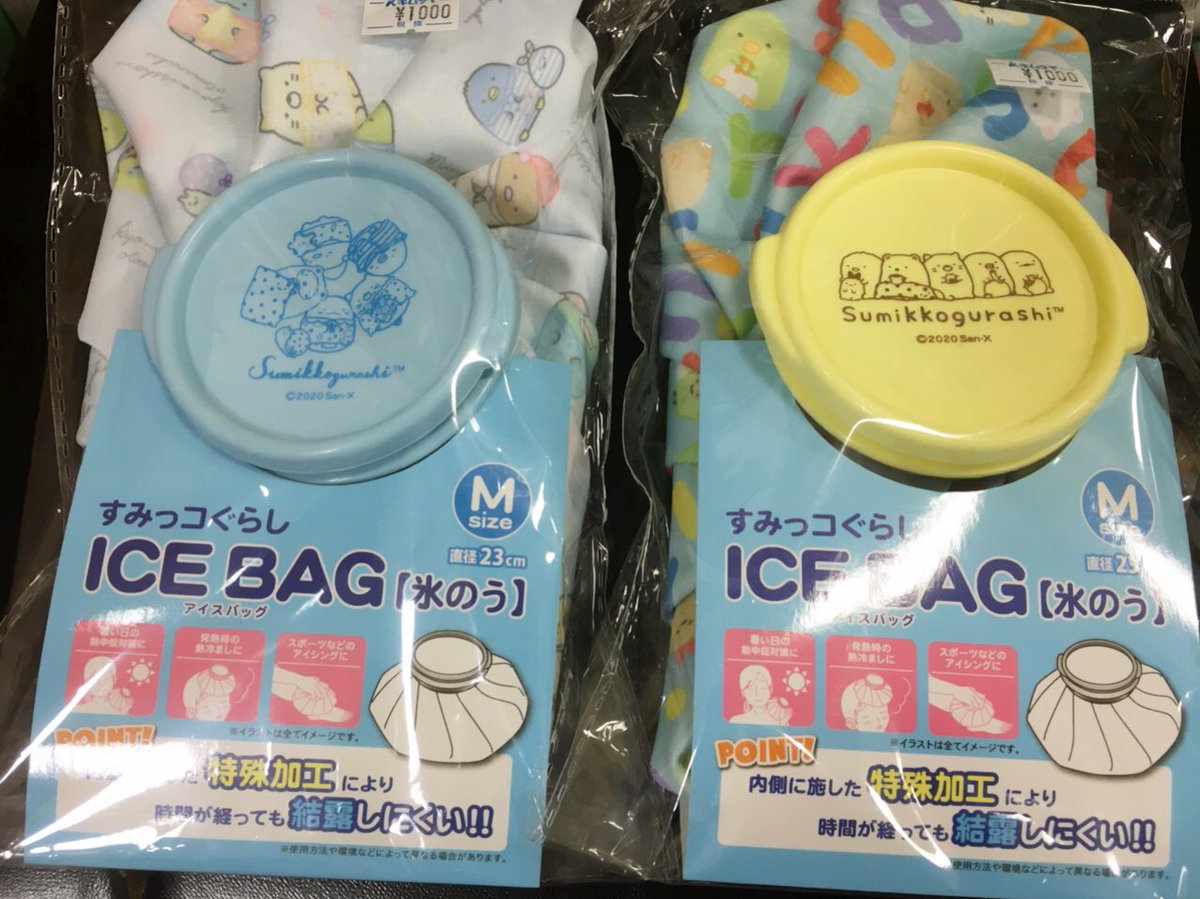 ¥1000
税抜
Sumikkogurashi™
©2020 San-X
M
size
直径23cm
すみっコぐらし
ICE BAG【氷のう】
アイスバッグ
暑い日の
熱中症対策に
発熱時の
熱冷ましに
スポーツなどの
アイシングに
※イラストは全てイメージです。
POINT!
特殊加工により
時間が経っても結露しにくい!!
※使用方法や環境などによって異なる場合があります。
¥1000
税抜
Sumikkogurashi™
©2020 San-X
M
直径23
すみっコぐらし
ICE BAG【氷のう】
アイスバッグ
暑い日の
熱中症対策に
発熱時の
熱冷ましに
スポーツなどの
アイシングに
※イラストは全てイメージです。
POINT!
内側に施した特殊加工により
時間が経っても結露しにくい!!
※使用方法や環境などによって異なる場合があります。